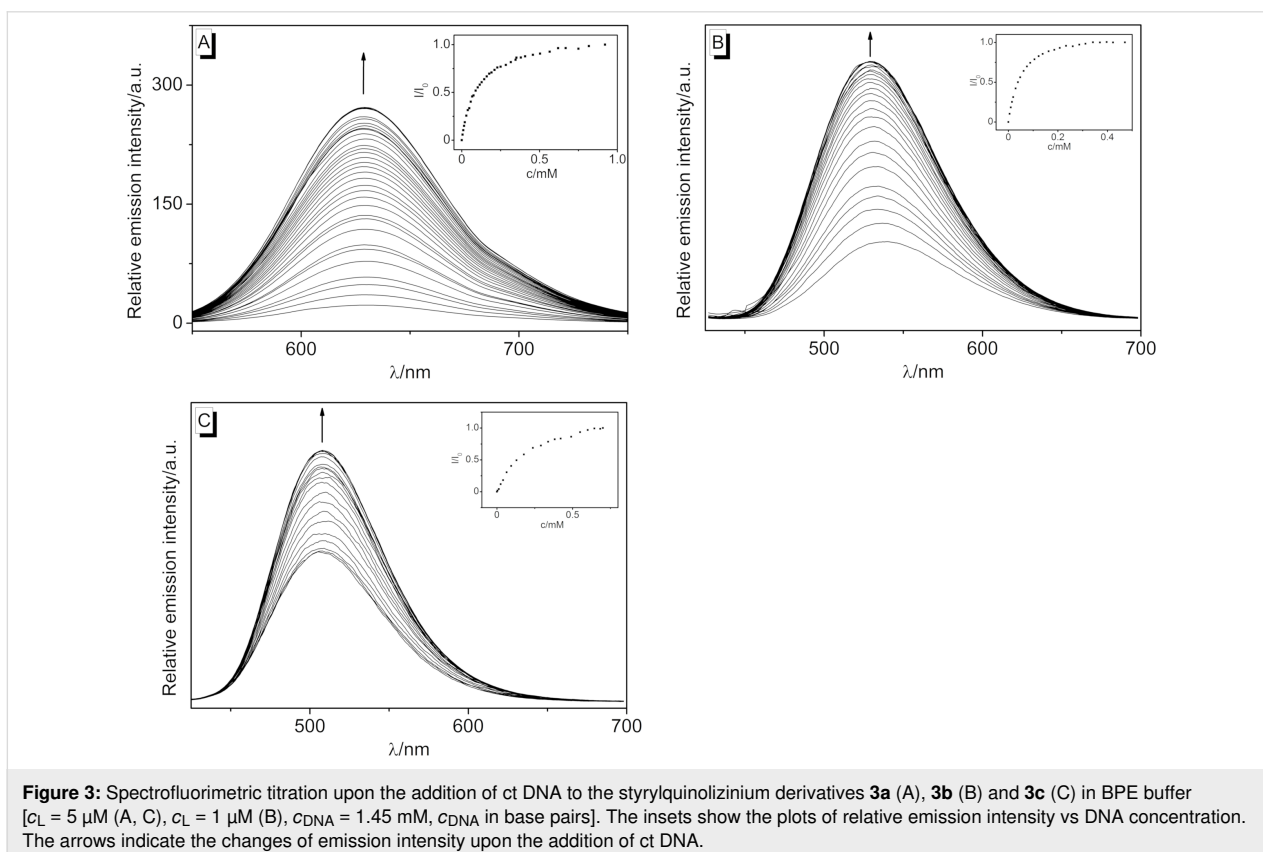 A
Relative emission intensity/a.u.
300
150
0
600 700
λ/nm
I/I0
1.0
0.5
0
0 0.5 1.0
c/mM
B
Relative emission intensity/a.u.
500 600 700
λ/nm
I/I0
1.0
0.5
0
0 0.2 0.4
c/mM
C
Relative emission intensity/a.u.
500 600 700
λ/nm
I/I0
1.0
0.5
0
0 0.5
c/mM
Figure 3: Spectrofluorimetric titration upon the addition of ct DNA to the styrylquinolizinium derivatives 3a (A), 3b (B) and 3c (C) in BPE buffer
[cL = 5 μM (A, C), cL = 1 μM (B), cDNA = 1.45 mM, cDNA in base pairs]. The insets show the plots of relative emission intensity vs DNA concentration.
The arrows indicate the changes of emission intensity upon the addition of ct DNA.